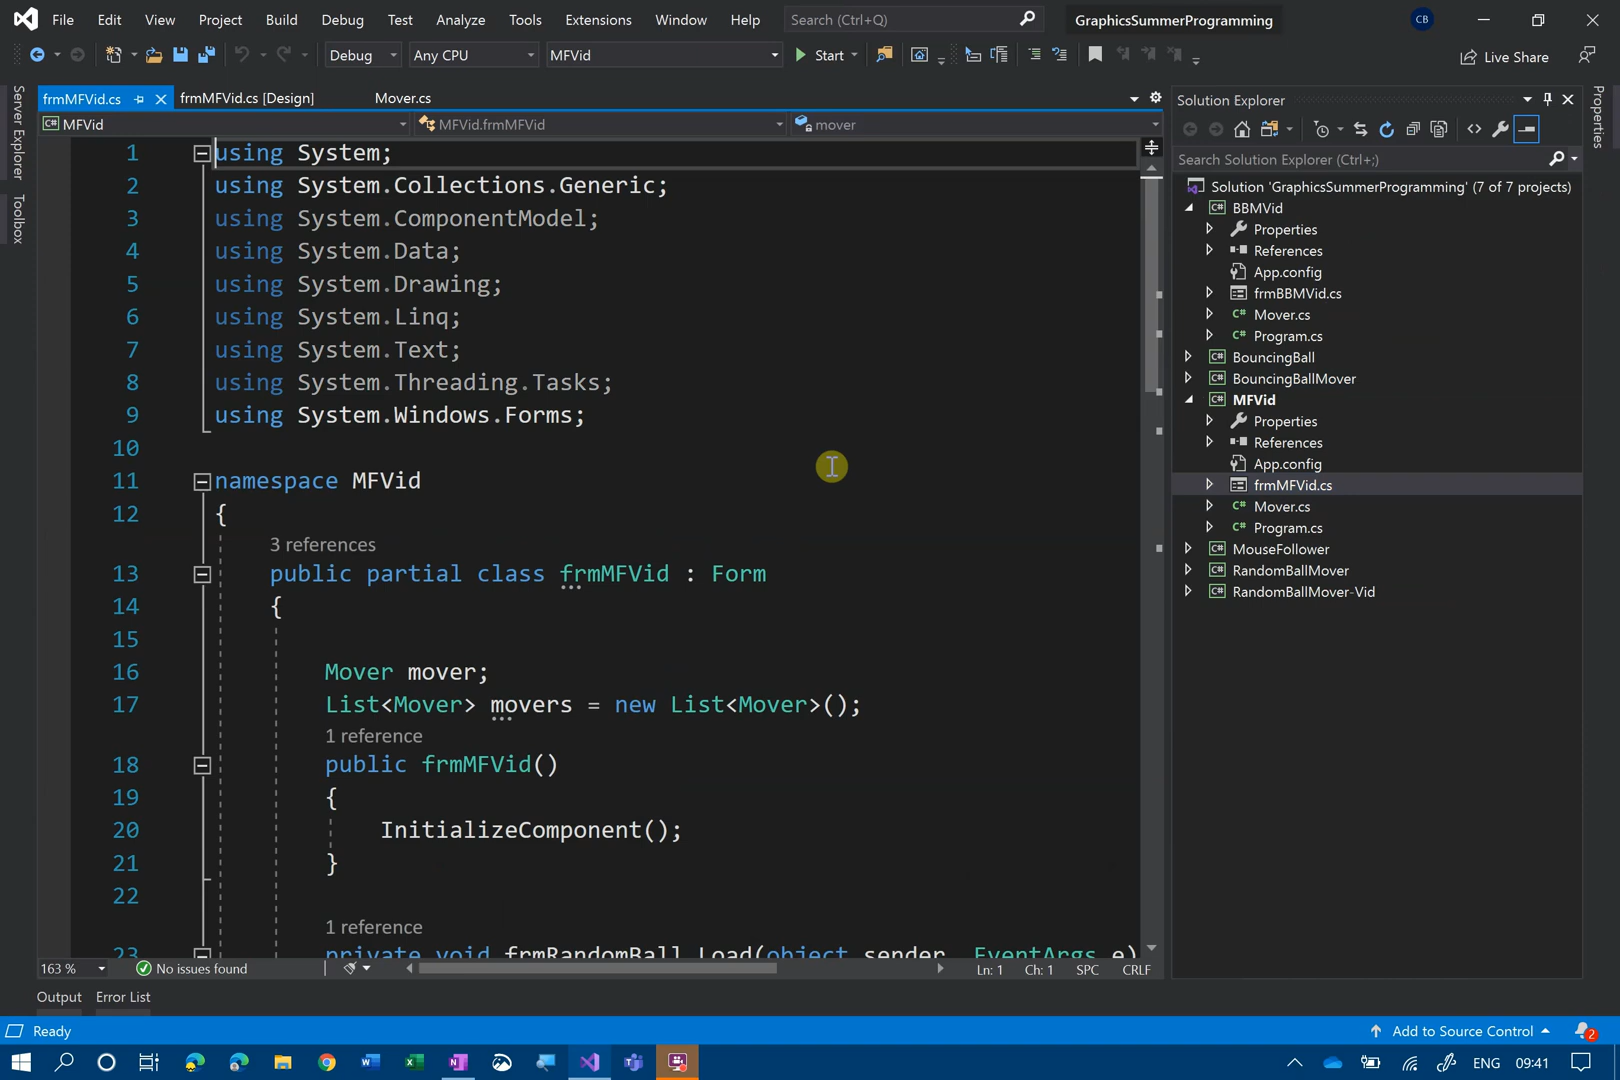 File Edit View Project Build Debug Test Analyze Tools Extensions Window Help Search (Ctrl+Q) GraphicsSummerProgramming CB
Debug Any CPU MFVid Start Live Share
Server Explorer
Toolbox
frmMFVid.cs frmMFVid.cs [Design] Mover.cs
MFVid MFVid.frmMFVid mover
1 using System;
2 using System.Collections.Generic;
3 using System.ComponentModel;
4 using System.Data;
5 using System.Drawing;
6 using System.Linq;
7 using System.Text;
8 using System.Threading.Tasks;
9 using System.Windows.Forms;
10
11 namespace MFVid
12 {
3 references
13 public partial class frmMFVid : Form
14 {
15
16 Mover mover;
17 List<Mover> movers = new List<Mover>();
1 reference
18 public frmMFVid()
19 {
20 InitializeComponent();
21 }
22
1 reference
23 private void frmRandomBall_Load(object sender, EventArgs e)
163 % No issues found Ln: 1 Ch: 1 SPC CRLF
Solution Explorer
Search Solution Explorer (Ctrl+;)
Solution 'GraphicsSummerProgramming' (7 of 7 projects)
BBMVid
Properties
References
App.config
frmBBMVid.cs
Mover.cs
Program.cs
BouncingBall
BouncingBallMover
MFVid
Properties
References
App.config
frmMFVid.cs
Mover.cs
Program.cs
MouseFollower
RandomBallMover
RandomBallMover-Vid
Properties
Output Error List
Ready Add to Source Control 2
ENG 09:41